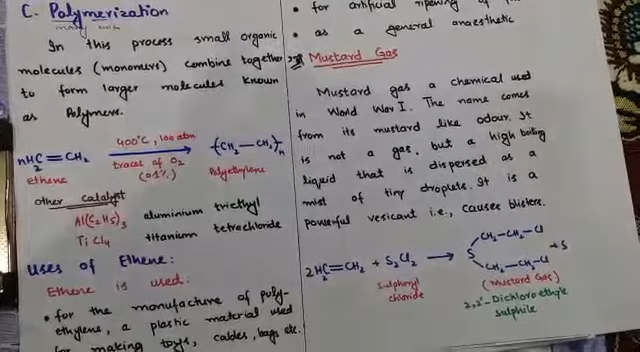 C. Polymerization
many
In this process small organic
molecules (monomers) combine together
to form larger molecules known
as Polymers.
nH₂C=CH₂ 400°C, 100 atm traces of O₂ (0.1%) → -(CH₂-CH₂)-n
ethene Polyethylene
other catalyst
Al(C₂H₅)₃ aluminium triethyl
TiCl₄ titanium tetrachloride
Uses of Ethene:
Ethene is used:
• for the manufacture of poly-
ethylene, a plastic material used
for making toys, cables, bags etc.
• for artificial ripening of
• as a general anaesthetic
Mustard Gas
Mustard gas a chemical used
in World War I. The name comes
from its mustard like odour. It
is not a gas, but a high boiling
liquid that is dispersed as a
mist of tiny droplets. It is a
powerful vesicant i.e., causes blisters.
CH₂-CH₂-Cl
2H₂C=CH₂ + S₂Cl₂ → S + S
CH₂-CH₂-Cl
sulphuryl chloride
(Mustard Gas)
2,2'-Dichloroethyle
sulphile